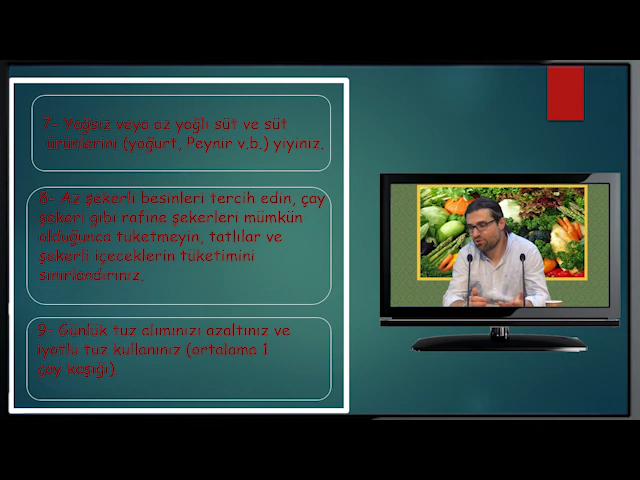 7- Yağsız veya az yağlı süt ve süt
ürünlerini (yoğurt, Peynir v.b.) yiyiniz.
8- Az şekerli besinleri tercih edin, çay
şekeri gibi rafine şekerleri mümkün
olduğunca tüketmeyin, tatlılar ve
şekerli içeceklerin tüketimini
sınırlandırınız.
9- Günlük tuz alımınızı azaltınız ve
iyotlu tuz kullanınız (ortalama 1
çay kaşığı)